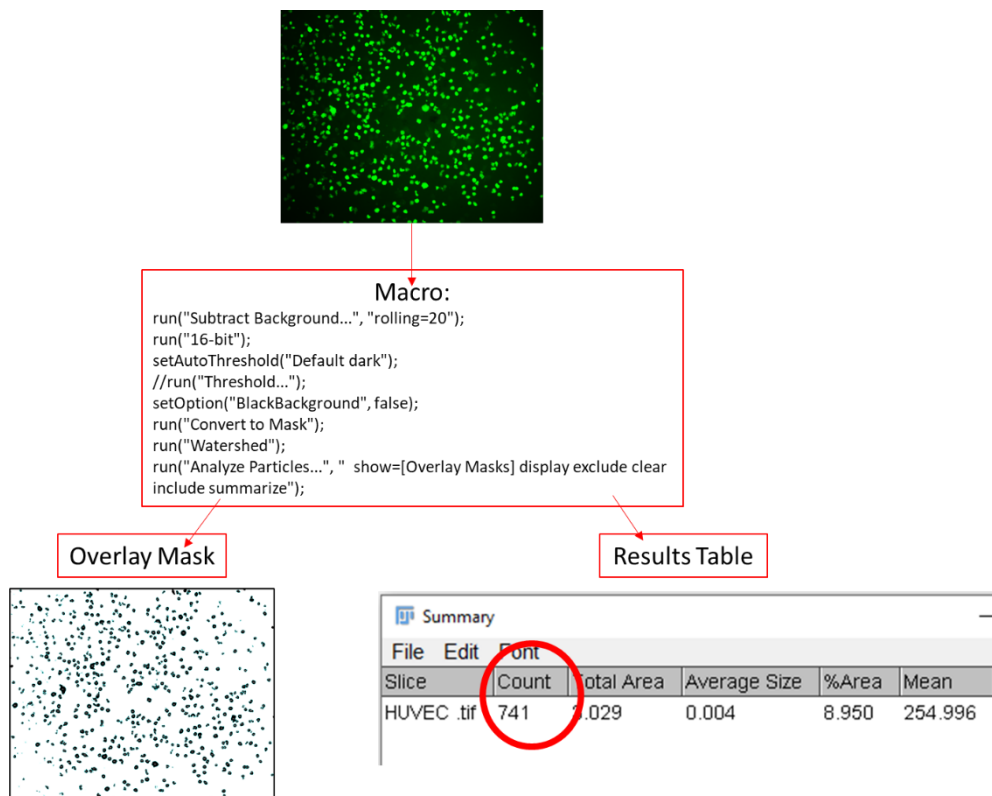 Macro:
run("Subtract Background...", "rolling=20");
run("16-bit");
setAutoThreshold("Default dark");
//run("Threshold...");
setOption("BlackBackground", false);
run("Convert to Mask");
run("Watershed");
run("Analyze Particles...", "  show=[Overlay Masks] display exclude clear
include summarize");
Overlay Mask
Results Table
Summary
File Edit Font
Slice Count Total Area Average Size %Area Mean
HUVEC .tif 741 3.029 0.004 8.950 254.996